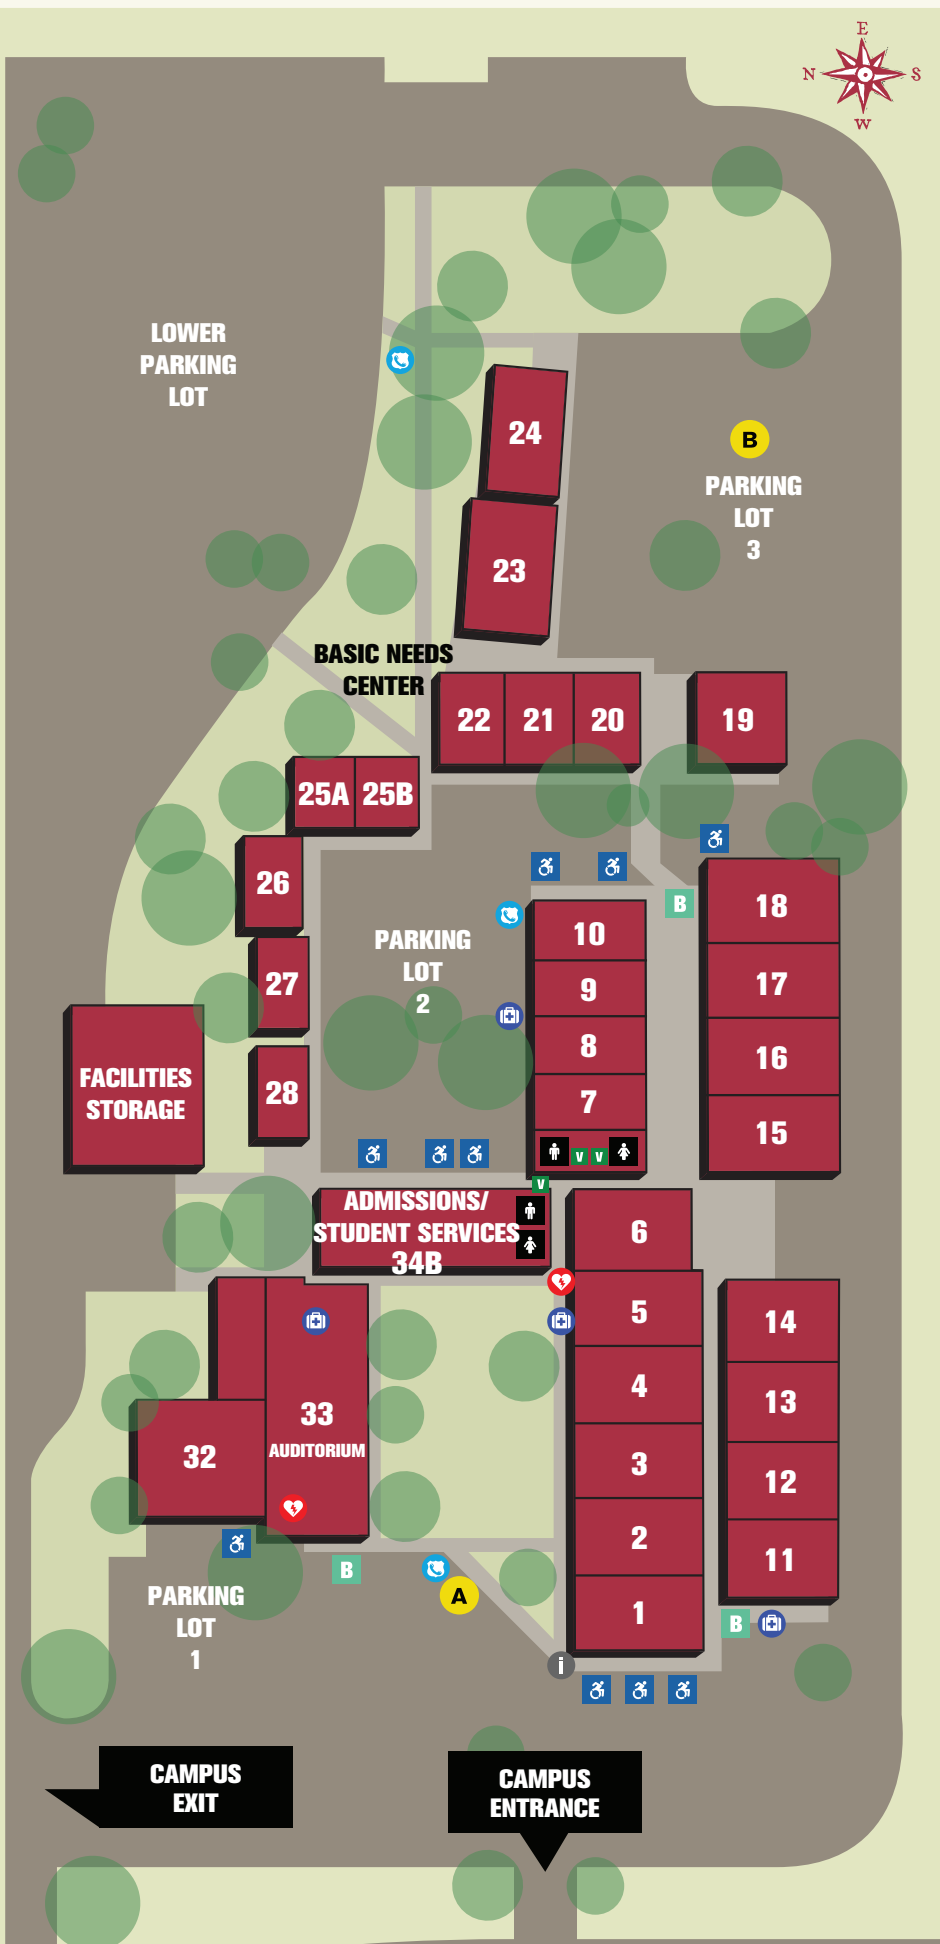 E
N
S
W
LOWER
PARKING
LOT
24
B
PARKING
LOT
3
23
BASIC NEEDS
CENTER
22
21
20
19
25A
25B
26
18
B
10
PARKING
LOT
2
27
9
17
8
16
FACILITIES
STORAGE
28
7
15
V V
V
ADMISSIONS/
STUDENT SERVICES
34B
6
5
14
4
13
33
AUDITORIUM
32
3
12
2
11
B
A
1
B
PARKING
LOT
1
i
CAMPUS
EXIT
CAMPUS
ENTRANCE